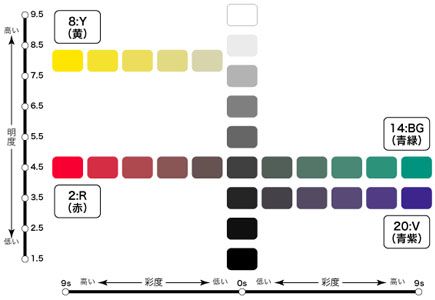 9.5
8.5
7.5
6.5
5.5
4.5
3.5
2.5
1.5
高い
明度
低い
8:Y
(黄)
2:R
(赤)
14:BG
(青緑)
20:V
(青紫)
9s 高い 彩度 低い 0s 低い 彩度 高い 9s